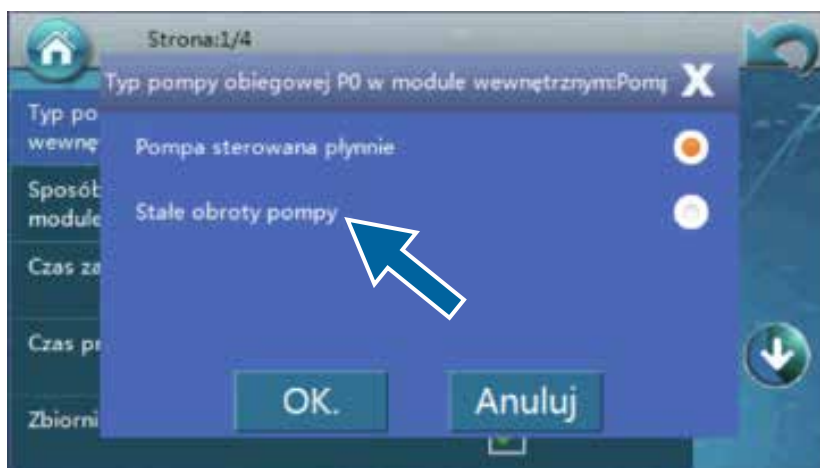 Strona:1/4
Typ pompy obiegowej P0 w module wewnętrznym:Pomp
X
Typ po
wewnę
Pompa sterowana płynnie
Sposób
module
Stałe obroty pompy
Czas za
Czas pr
OK.
Anuluj
Zbiorni